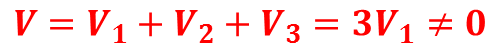 V = V₁ + V₂ + V₃ = 3V₁ ≠ 0